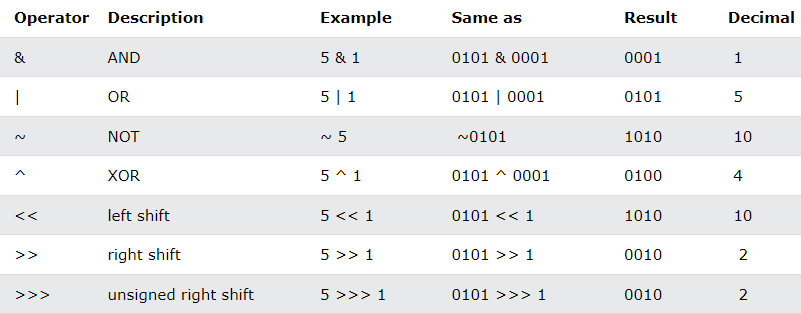 Operator Description Example Same as Result Decimal
& AND 5 & 1 0101 & 0001 0001 1
| OR 5 | 1 0101 | 0001 0101 5
~ NOT ~ 5 ~0101 1010 10
^ XOR 5 ^ 1 0101 ^ 0001 0100 4
<< left shift 5 << 1 0101 << 1 1010 10
>> right shift 5 >> 1 0101 >> 1 0010 2
>>> unsigned right shift 5 >>> 1 0101 >>> 1 0010 2